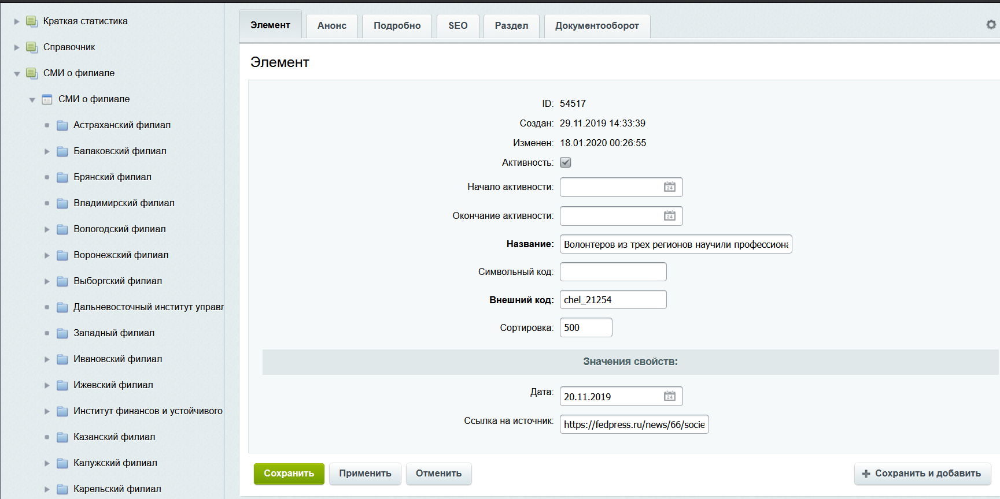 Краткая статистика
Справочник
СМИ о филиале
СМИ о филиале
Астраханский филиал
Балаковский филиал
Брянский филиал
Владимирский филиал
Вологодский филиал
Воронежский филиал
Выборгский филиал
Дальневосточный институт управл
Западный филиал
Ивановский филиал
Ижевский филиал
Институт финансов и устойчивого
Казанский филиал
Калужский филиал
Карельский филиал
Элемент Анонс Подробно SEO Раздел Документооборот
Элемент
ID: 54517
Создан: 29.11.2019 14:33:39
Изменен: 18.01.2020 00:26:55
Активность:
Начало активности: 24
Окончание активности: 24
Название: Волонтеров из трех регионов научили профессиона
Символьный код:
Внешний код: chel_21254
Сортировка: 500
Значения свойств:
Дата: 20.11.2019 24
Ссылка на источник: https://fedpress.ru/news/66/socie
Сохранить Применить Отменить Сохранить и добавить